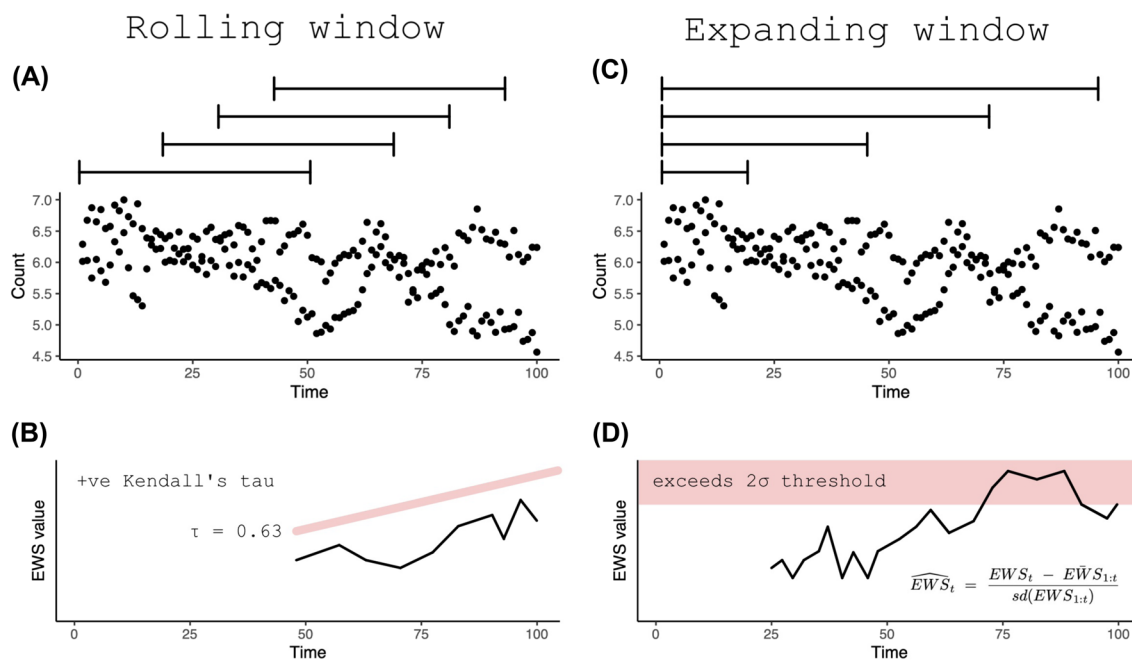 Rolling window
Expanding window
(A)
(C)
Count
7.0
6.5
6.0
5.5
5.0
4.5
0
25
50
75
100
Time
Count
7.0
6.5
6.0
5.5
5.0
4.5
0
25
50
75
100
Time
(B)
EWS value
+ve Kendall's tau
τ = 0.63
0
25
50
75
100
Time
(D)
EWS value
exceeds 2σ threshold
\widehat{EWS}_t = \frac{EWS_t - E\bar{W}S_{1:t}}{sd(EWS_{1:t})}
0
25
50
75
100
Time